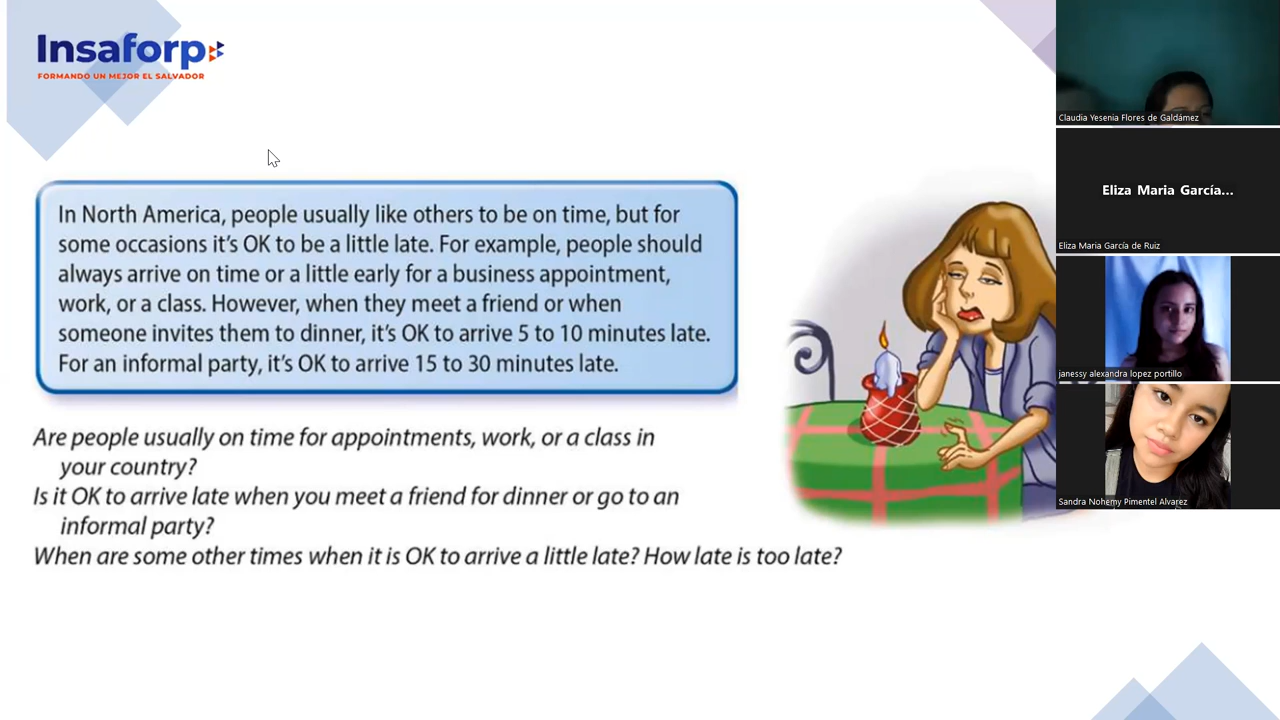 Insaforp
FORMANDO UN MEJOR EL SALVADOR
In North America, people usually like others to be on time, but for
some occasions it's OK to be a little late. For example, people should
always arrive on time or a little early for a business appointment,
work, or a class. However, when they meet a friend or when
someone invites them to dinner, it's OK to arrive 5 to 10 minutes late.
For an informal party, it's OK to arrive 15 to 30 minutes late.
Are people usually on time for appointments, work, or a class in
your country?
Is it OK to arrive late when you meet a friend for dinner or go to an
informal party?
When are some other times when it is OK to arrive a little late? How late is too late?
Claudia Yesenia Flores de Galdámez
Eliza Maria García...
Eliza Maria García de Ruiz
janessy alexandra lopez portillo
Sandra Nohemy Pimentel Alvarez